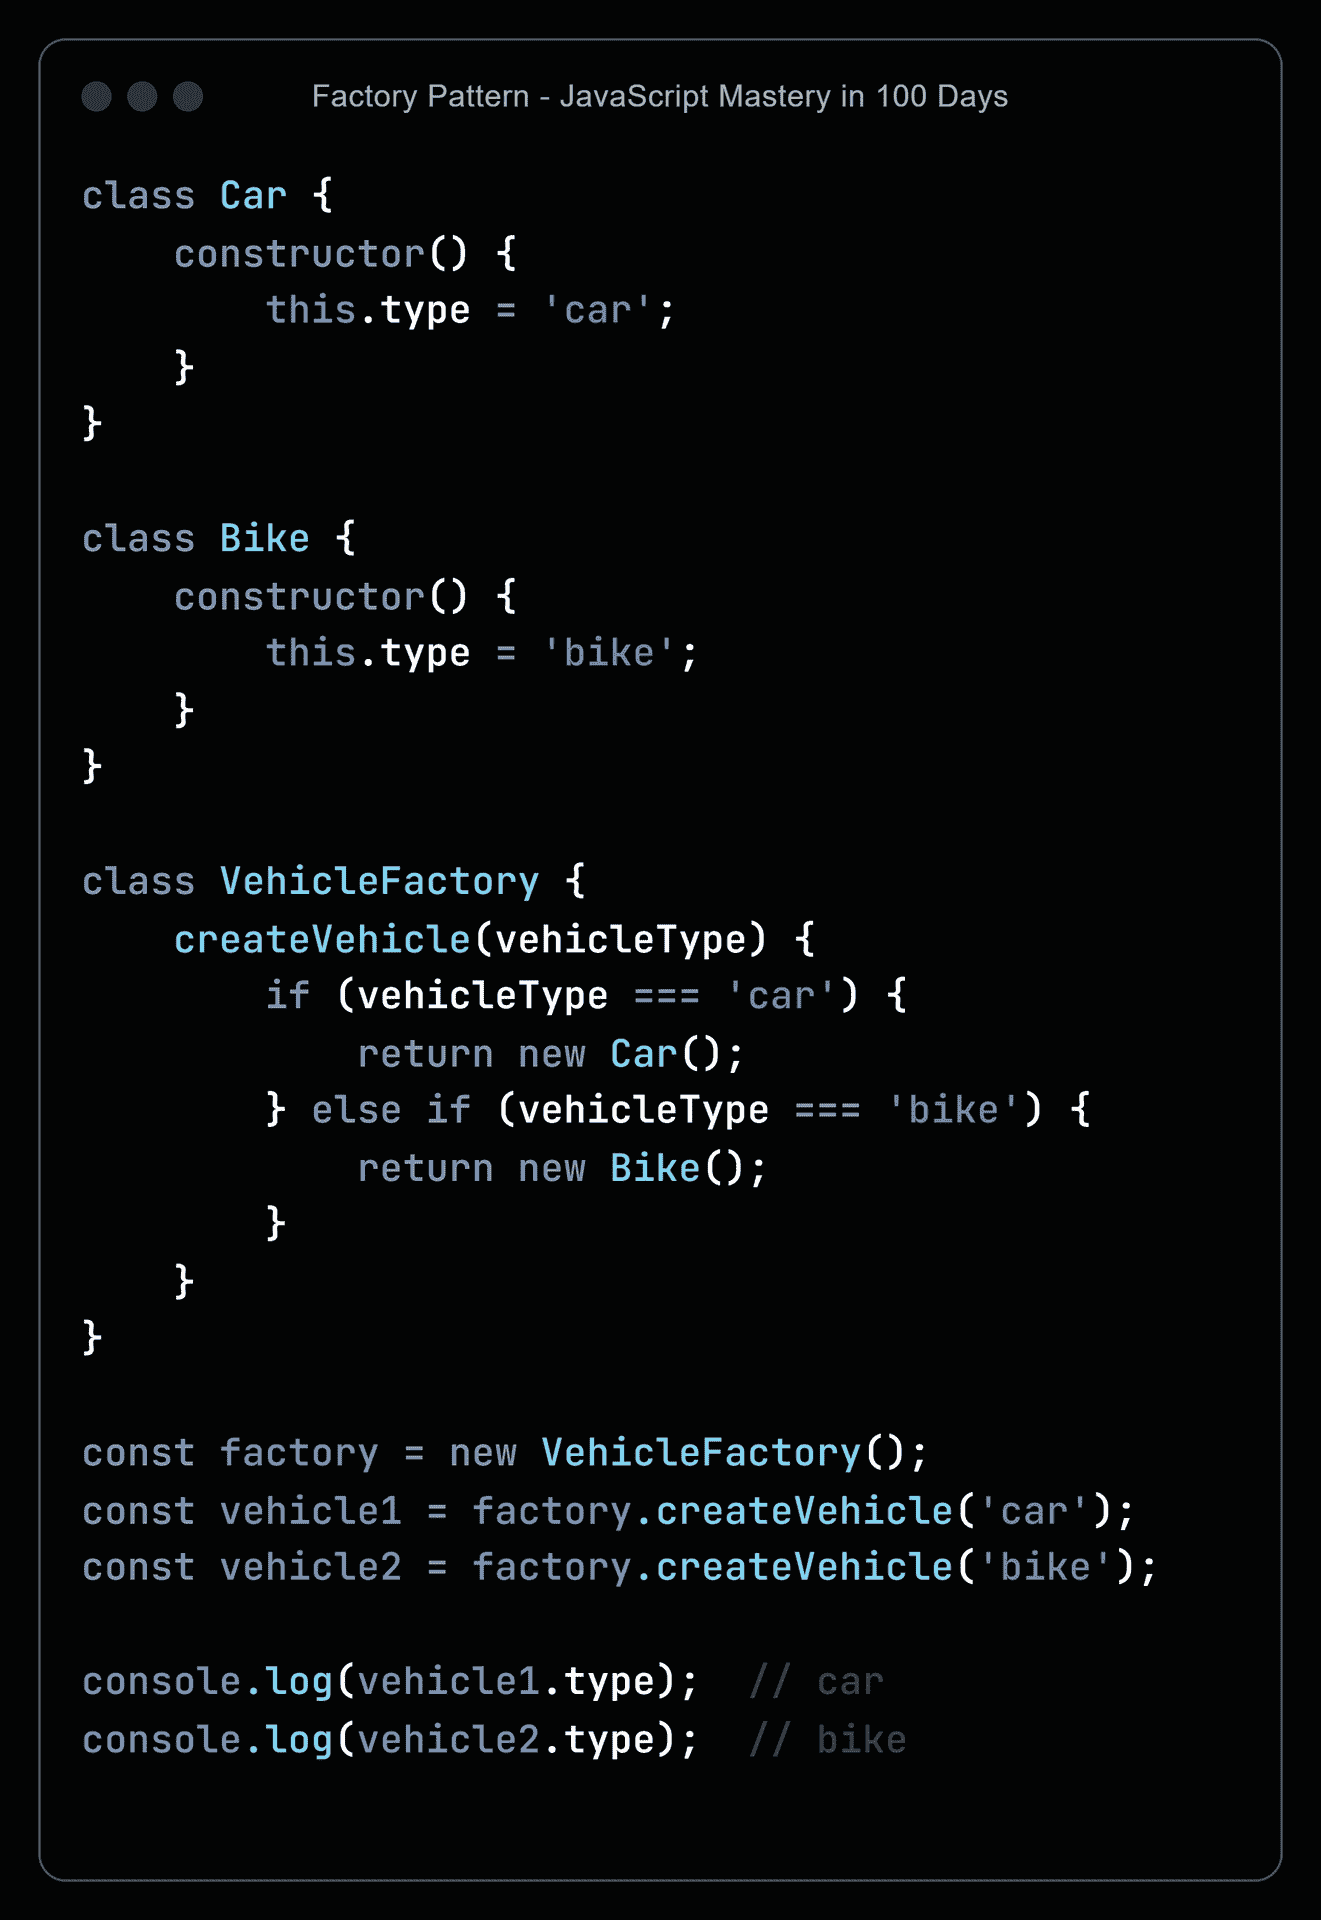 Factory Pattern - JavaScript Mastery in 100 Days
class Car {
    constructor() {
        this.type = 'car';
    }
}

class Bike {
    constructor() {
        this.type = 'bike';
    }
}

class VehicleFactory {
    createVehicle(vehicleType) {
        if (vehicleType === 'car') {
            return new Car();
        } else if (vehicleType === 'bike') {
            return new Bike();
        }
    }
}

const factory = new VehicleFactory();
const vehicle1 = factory.createVehicle('car');
const vehicle2 = factory.createVehicle('bike');

console.log(vehicle1.type);  // car
console.log(vehicle2.type);  // bike